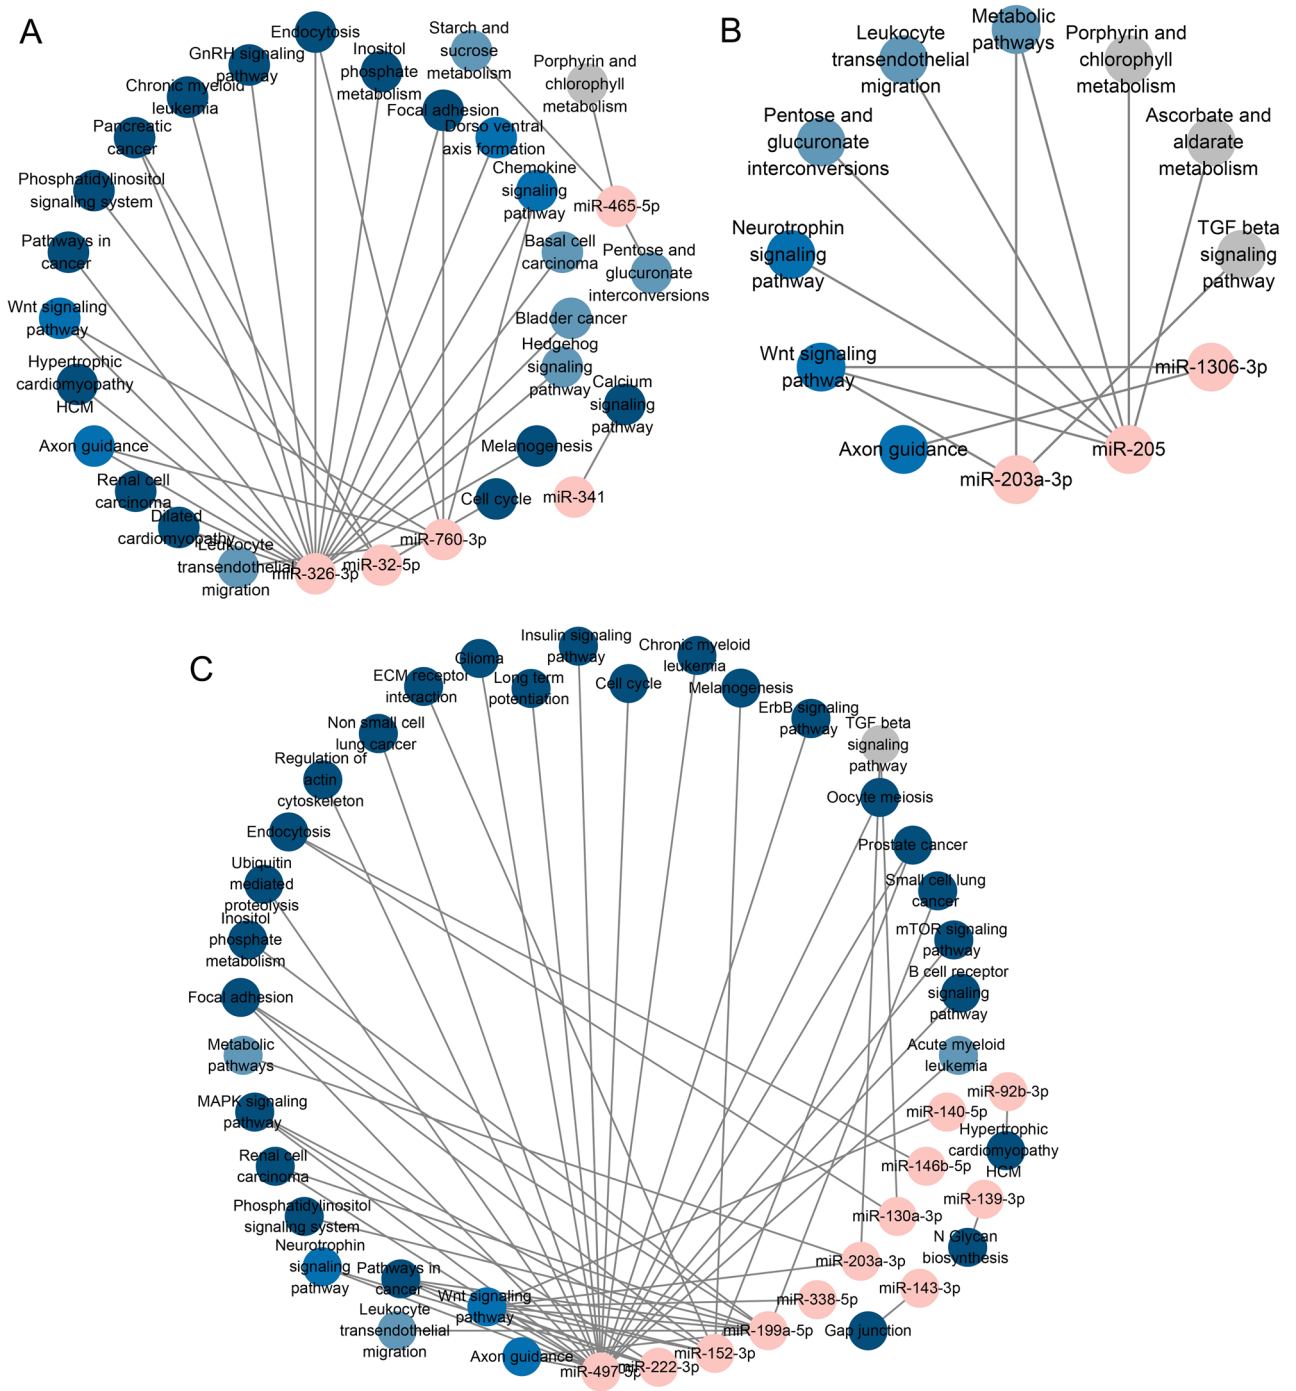 A
Endocytosis
GnRH signaling
pathway
Chronic myeloid
leukemia
Pancreatic
cancer
Phosphatidylinositol
signaling system
Pathways in
cancer
Wnt signaling
pathway
Hypertrophic
cardiomyopathy
HCM
Axon guidance
Renal cell
carcinoma
Dilated
cardiomyopathy
Leukocyte
transendothelial
migration
Inositol
phosphate
metabolism
Starch and
sucrose
metabolism
Focal adhesion
Dorso ventral
axis formation
Porphyrin and
chlorophyll
metabolism
Chemokine
signaling
pathway
miR-465-5p
Basal cell
carcinoma
Pentose and
glucuronate
interconversions
Bladder cancer
Hedgehog
signaling
pathway
Calcium
signaling
pathway
Melanogenesis
Cell cycle
miR-341
miR-760-3p
miR-32-5p
miR-326-3p
B
Leukocyte
transendothelial
migration
Metabolic
pathways
Porphyrin and
chlorophyll
metabolism
Pentose and
glucuronate
interconversions
Ascorbate and
aldarate
metabolism
Neurotrophin
signaling
pathway
TGF beta
signaling
pathway
Wnt signaling
pathway
miR-1306-3p
Axon guidance
miR-205
miR-203a-3p
C
Insulin signaling
pathway
Glioma
Chronic myeloid
leukemia
ECM receptor
interaction
Long term
potentiation
Cell cycle
Melanogenesis
Non small cell
lung cancer
ErbB signaling
pathway
TGF beta
signaling
pathway
Regulation of
actin
cytoskeleton
Oocyte meiosis
Endocytosis
Prostate cancer
Ubiquitin
mediated
proteolysis
Small cell lung
cancer
Inositol
phosphate
metabolism
mTOR signaling
pathway
Focal adhesion
B cell receptor
signaling
pathway
Metabolic
pathways
Acute myeloid
leukemia
miR-92b-3p
MAPK signaling
pathway
miR-140-5p
Hypertrophic
cardiomyopathy
HCM
Renal cell
carcinoma
miR-146b-5p
miR-139-3p
Phosphatidylinositol
signaling system
miR-130a-3p
Neurotrophin
signaling
pathway
Pathways in
cancer
N Glycan
biosynthesis
miR-203a-3p
miR-143-3p
Wnt signaling
pathway
miR-338-5p
Leukocyte
transendothelial
migration
miR-199a-5p
Gap junction
Axon guidance
miR-152-3p
miR-222-3p
miR-497-5p